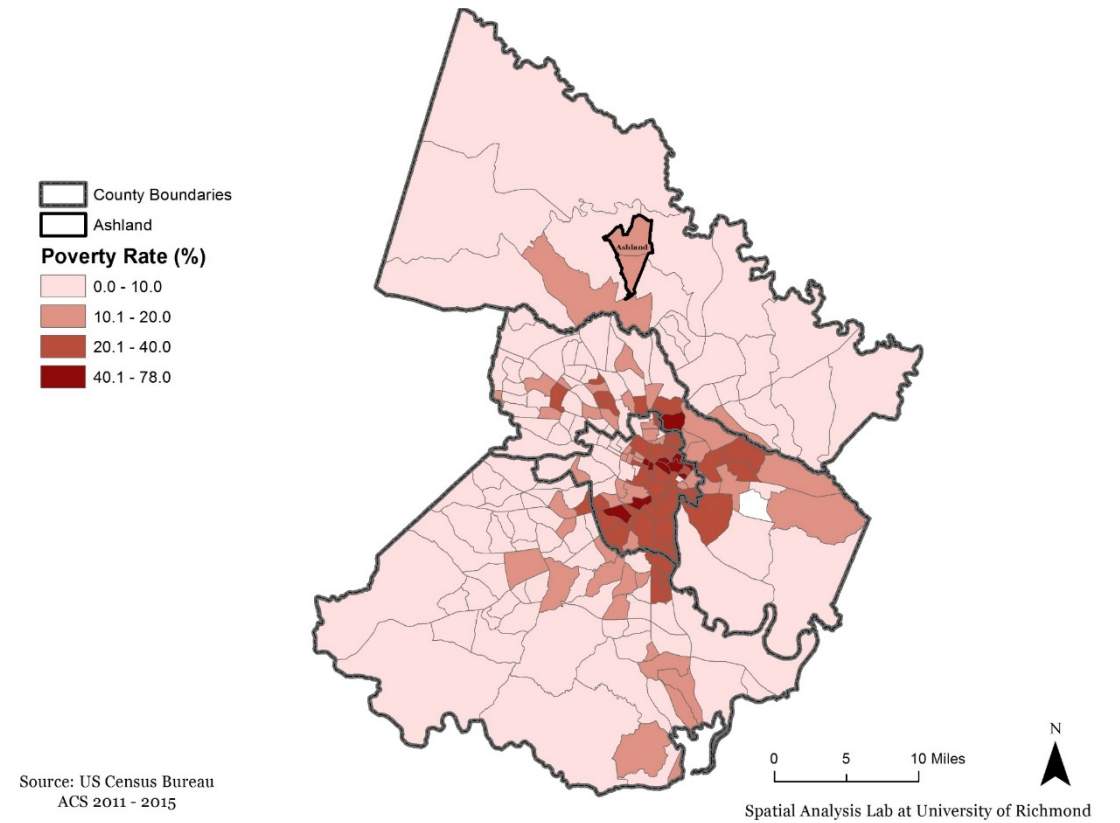 County Boundaries
Ashland
Poverty Rate (%)
0.0 - 10.0
10.1 - 20.0
20.1 - 40.0
40.1 - 78.0
Ashland
N
0 5 10 Miles
Source: US Census Bureau
ACS 2011 - 2015
Spatial Analysis Lab at University of Richmond